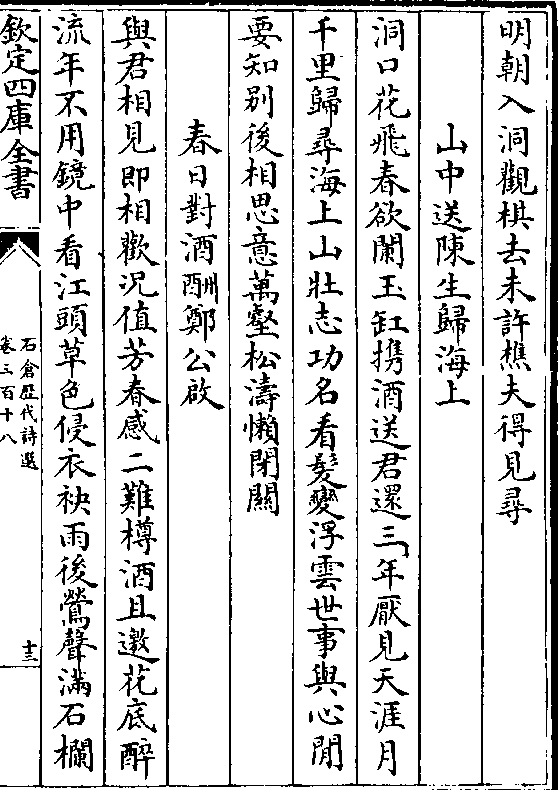 明朝入洞觀棋去未許樵夫得見尋
山中送陳生歸海上
洞口花飛春欲闌玉缸携酒送君還三年厭見天涯月
千里歸尋海上山壯志功名看髮變浮雲世事與心閒
要知别後相思意萬壑松濤懶閉關
春日對酒酬鄭公啟
與君相見即相歡况值芳春感二難樽酒且邀花底醉
流年不用鏡中看江頭草色侵衣袂雨後鶯聲滿石欄
欽定四庫全書
石倉歴代詩選
卷三百十八
十三